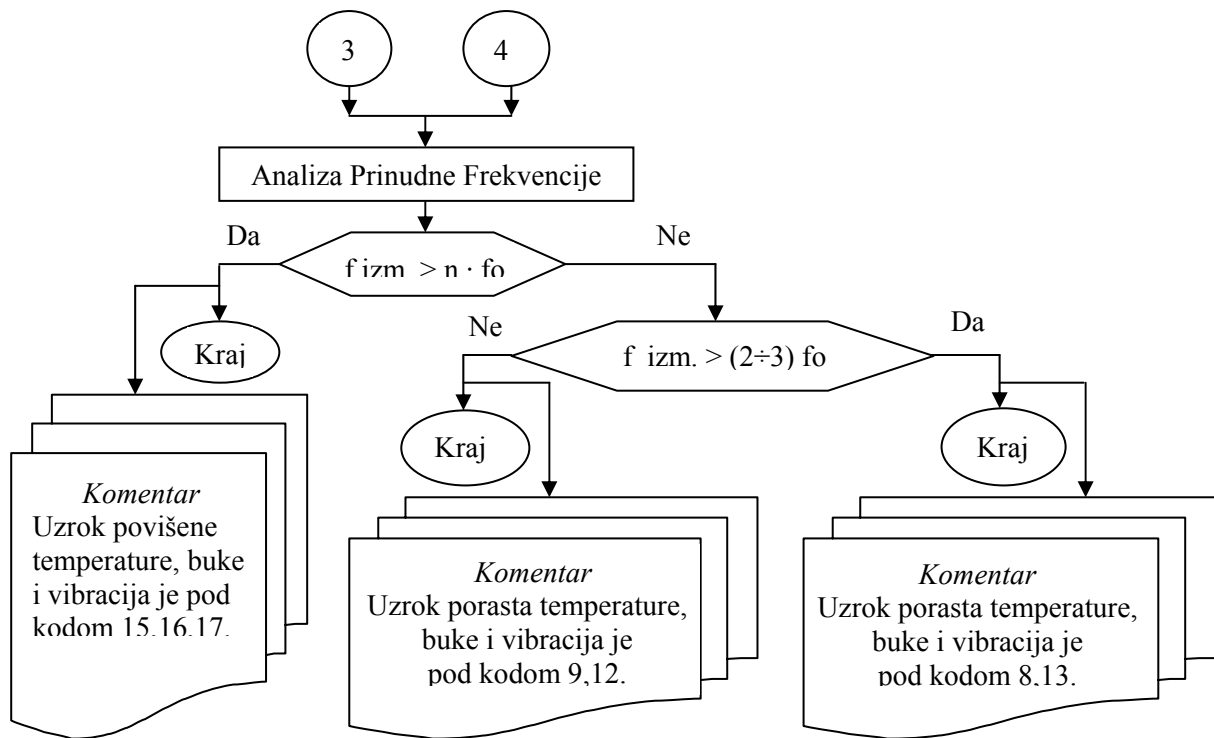 3
4
Analiza Prinudne Frekvencije
Da
Ne
f izm. > n · fo
Ne
Da
Kraj
f izm. > (2÷3) fo
Kraj
Kraj
Komentar
Uzrok povišene
temperature, buke
i vibracija je pod
kodom 15,16,17.
Komentar
Uzrok porasta temperature,
buke i vibracija je
pod kodom 9,12.
Komentar
Uzrok porasta temperature,
buke i vibracija je
pod kodom 8,13.